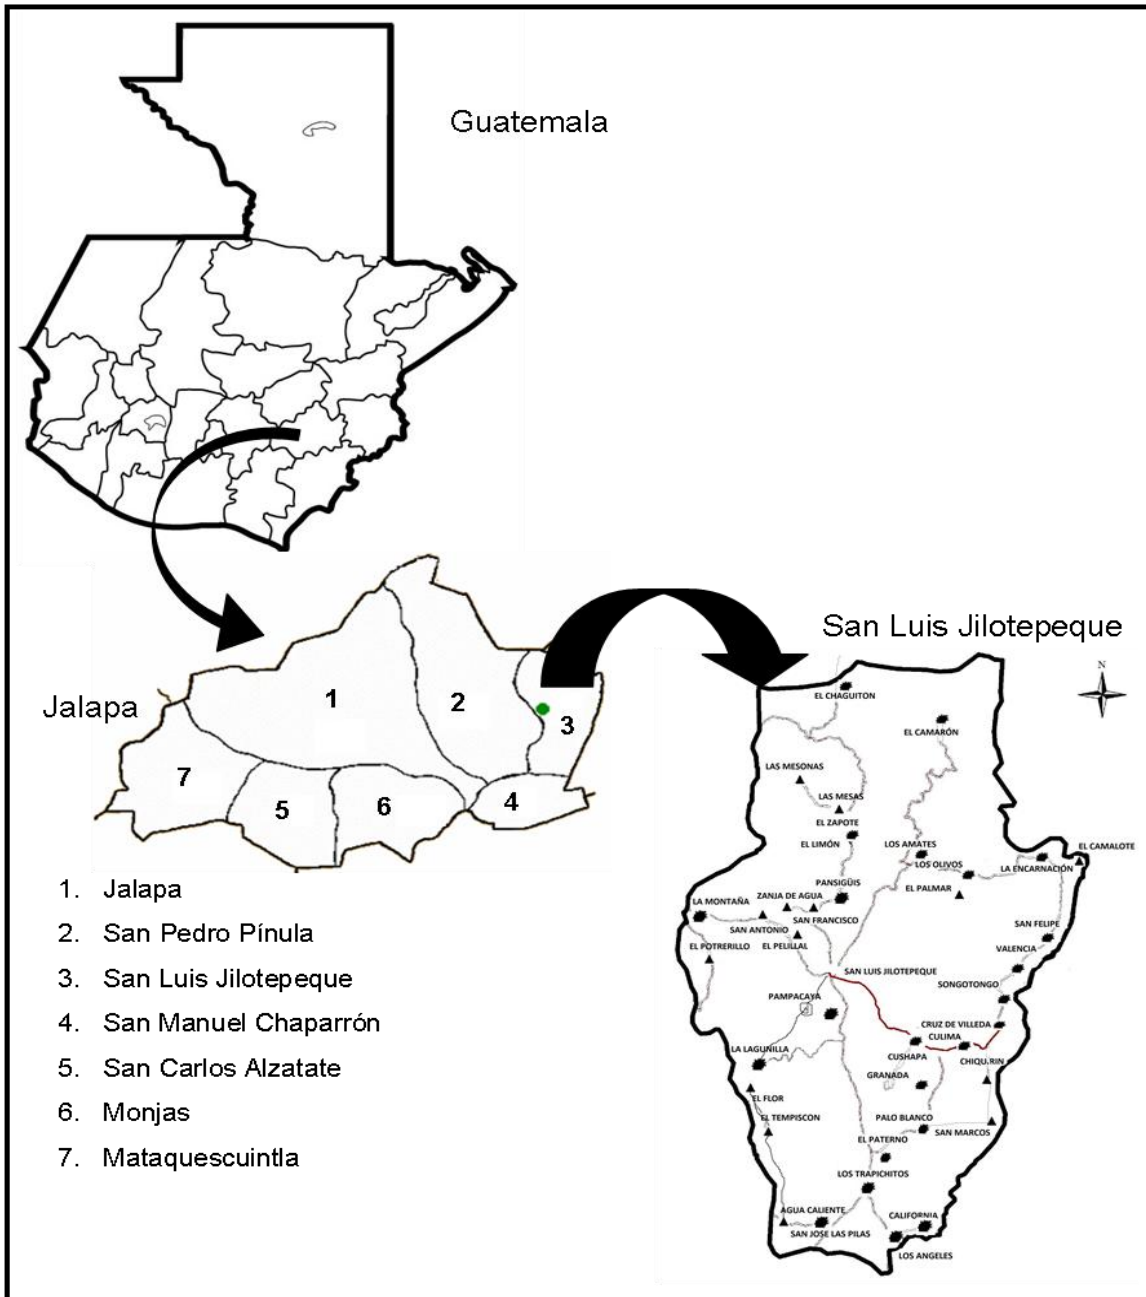 Guatemala
San Luis Jilotepeque
Jalapa
1
2
3
4
5
6
7
1. Jalapa
2. San Pedro Pínula
3. San Luis Jilotepeque
4. San Manuel Chaparrón
5. San Carlos Alzatate
6. Monjas
7. Mataquescuintla
N
EL CHAGUITON
EL CAMARÓN
LAS MESONAS
LAS MESAS
EL ZAPOTE
EL LIMÓN
LOS AMATES
EL CAMALOTE
LOS OLIVOS
LA ENCARNACIÓN
PANSIGÜIS
EL PALMAR
ZANJA DE AGUA
LA MONTAÑA
SAN FRANCISCO
SAN FELIPE
SAN ANTONIO
EL POTRERILLO
EL PELILLAL
VALENCIA
SAN LUIS JILOTEPEQUE
SONGOTONGO
PAMPACAYA
CRUZ DE VILLEDA
CULIMA
LA LAGUNILLA
CUSHAPA
CHIQUIRIN
GRANADA
EL FLOR
EL TEMPISCON
PALO BLANCO
SAN MARCOS
EL PATERNO
LOS TRAPICHITOS
AGUA CALIENTE
CALIFORNIA
SAN JOSE LAS PILAS
LOS ANGELES